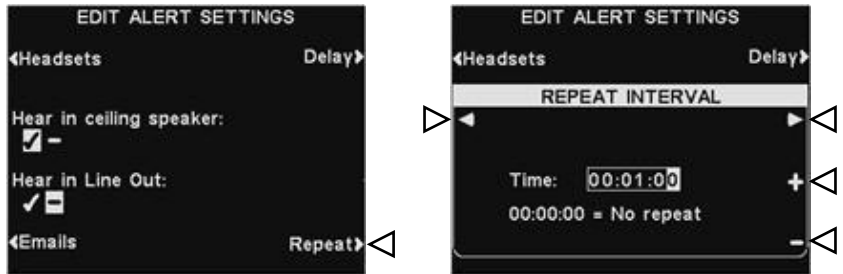 EDIT ALERT SETTINGS
Headsets Delay
Hear in ceiling speaker:
Hear in Line Out:
Emails Repeat
EDIT ALERT SETTINGS
Headsets Delay
REPEAT INTERVAL
Time: 00:01:00 +
00:00:00 = No repeat
-